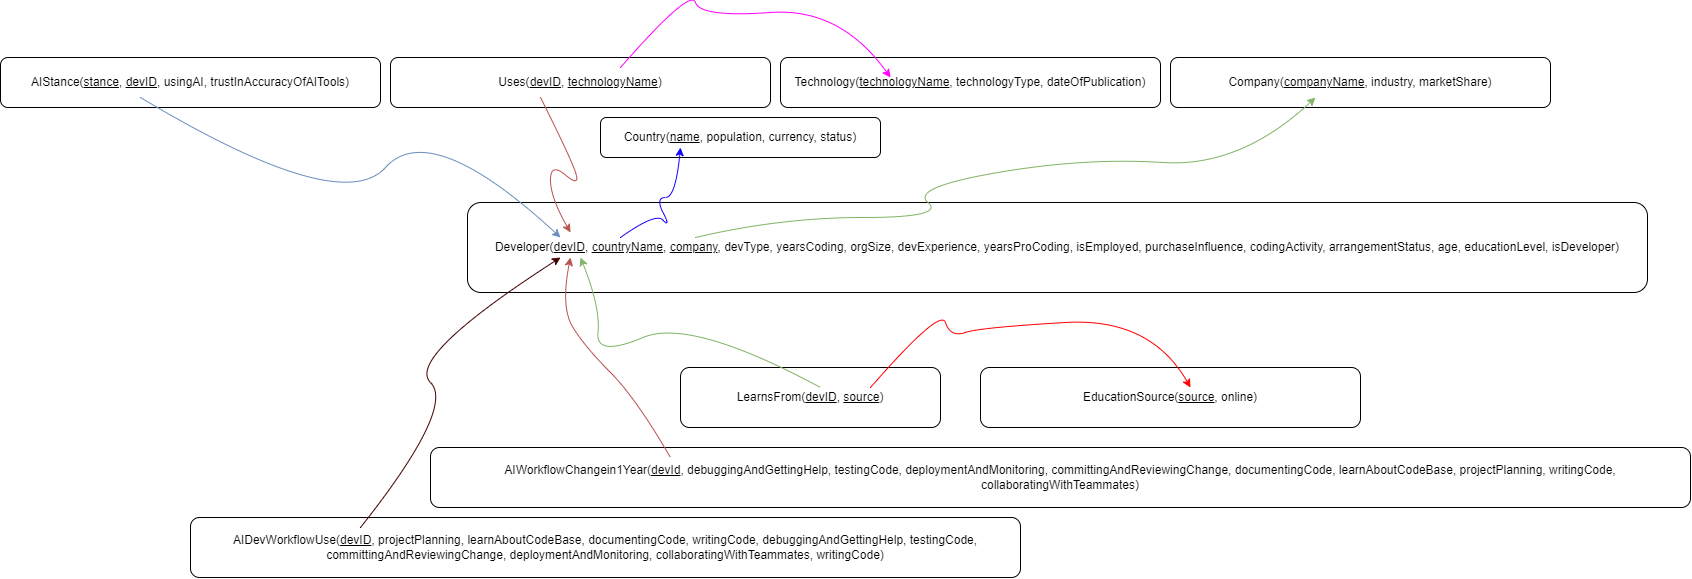 AIStance(stance, devID, usingAI, trustInAccuracyOfAITools)
Uses(devID, technologyName)
Technology(technologyName, technologyType, dateOfPublication)
Company(companyName, industry, marketShare)
Country(name, population, currency, status)
Developer(devID, countryName, company, devType, yearsCoding, orgSize, devExperience, yearsProCoding, isEmployed, purchaseInfluence, codingActivity, arrangementStatus, age, educationLevel, isDeveloper)
LearnsFrom(devID, source)
EducationSource(source, online)
AIWorkflowChangein1Year(devId, debuggingAndGettingHelp, testingCode, deploymentAndMonitoring, committingAndReviewingChange, documentingCode, learnAboutCodeBase, projectPlanning, writingCode,
collaboratingWithTeammates)
AIDevWorkflowUse(devID, projectPlanning, learnAboutCodeBase, documentingCode, writingCode, debuggingAndGettingHelp, testingCode,
committingAndReviewingChange, deploymentAndMonitoring, collaboratingWithTeammates, writingCode)